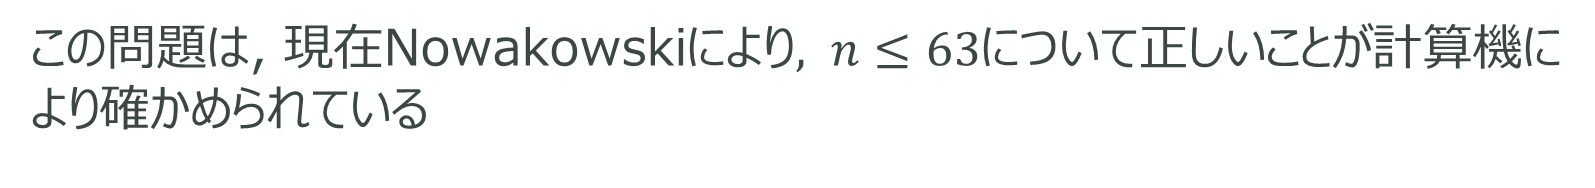 この問題は, 現在Nowakowskiにより, n ≤ 63について正しいことが計算機に
より確かめられている